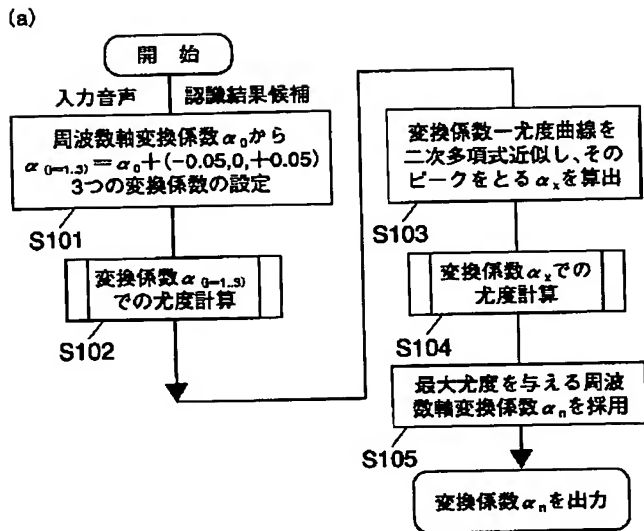 (a)
開 始
入力音声 認識結果候補
周波数軸変換係数α₀から
α(i=1..3)=α₀+(-0.05,0,+0.05)
3つの変換係数の設定
S101
変換係数α(i=1..3)
での尤度計算
S102
変換係数ー尤度曲線を
二次多項式近似し、その
ピークをとるαₓを算出
S103
変換係数αₓでの
尤度計算
S104
最大尤度を与える周波
数軸変換係数αₙを採用
S105
変換係数αₙを出力